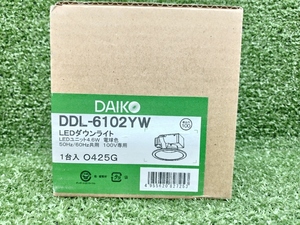 DAIKO
DDL-6102YW
LEDダウンライト
LEDユニット4.6W 電球色
50Hz/60Hz共用 100V専用
1台入 0425G